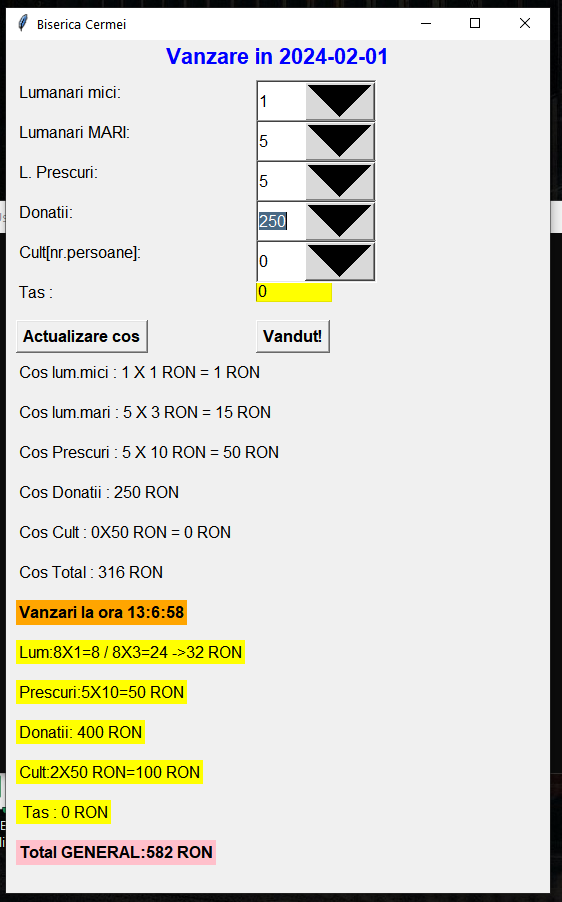 Biserica Cermei
Vanzare in 2024-02-01
Lumanari mici: 1
Lumanari MARI: 5
L. Prescuri: 5
Donatii: 250
Cult[nr.persoane]: 0
Tas : 0
Actualizare cos Vandut!
Cos lum.mici : 1 X 1 RON = 1 RON
Cos lum.mari : 5 X 3 RON = 15 RON
Cos Prescuri : 5 X 10 RON = 50 RON
Cos Donatii : 250 RON
Cos Cult : 0X50 RON = 0 RON
Cos Total : 316 RON
Vanzari la ora 13:6:58
Lum:8X1=8 / 8X3=24 ->32 RON
Prescuri:5X10=50 RON
Donatii: 400 RON
Cult:2X50 RON=100 RON
Tas : 0 RON
Total GENERAL:582 RON